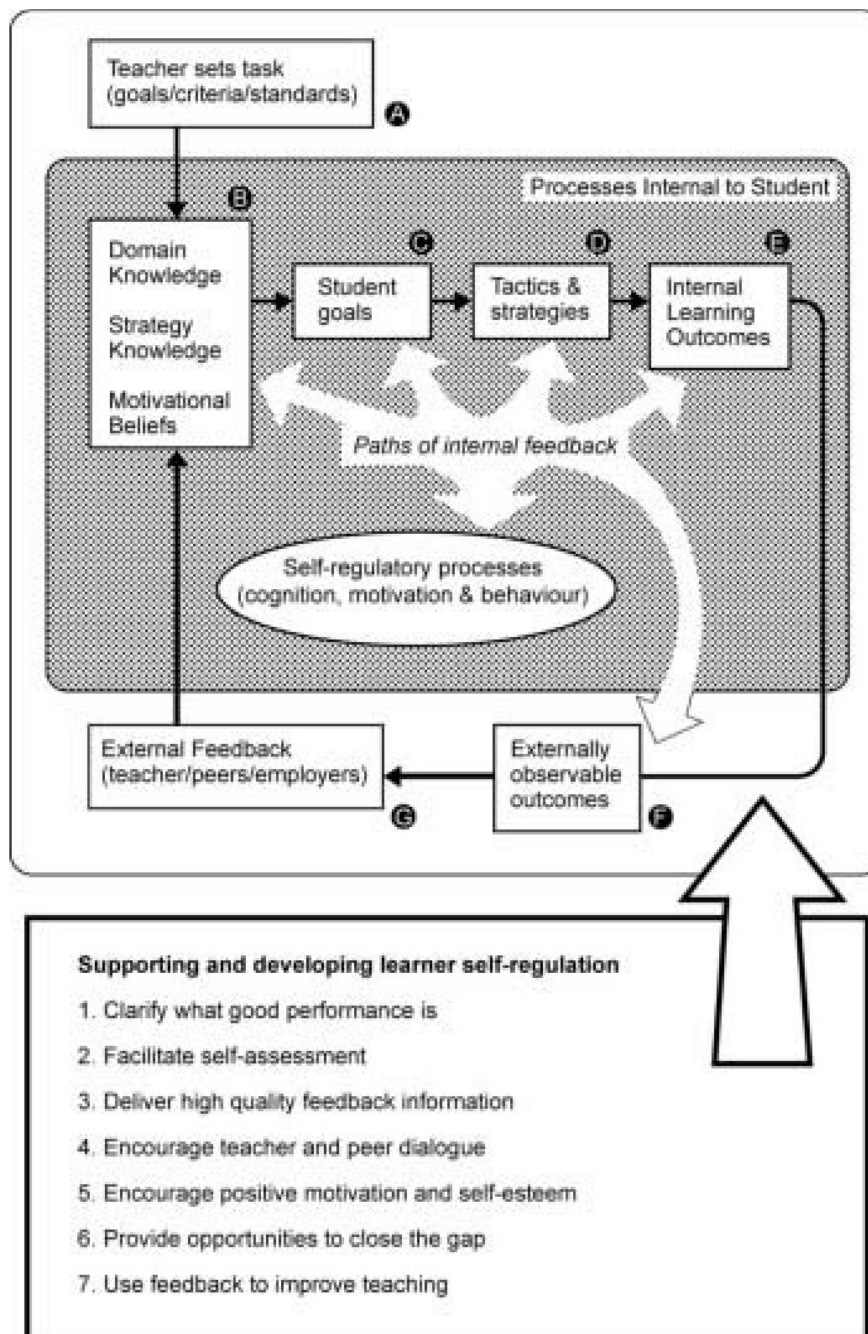 Teacher sets task
(goals/criteria/standards)
A
Processes Internal to Student
B
Domain
Knowledge
Strategy
Knowledge
Motivational
Beliefs
C
Student
goals
D
Tactics &
strategies
E
Internal
Learning
Outcomes
Paths of internal feedback
Self-regulatory processes
(cognition, motivation & behaviour)
External Feedback
(teacher/peers/employers)
G
Externally
observable
outcomes
F
Supporting and developing learner self-regulation
1. Clarify what good performance is
2. Facilitate self-assessment
3. Deliver high quality feedback information
4. Encourage teacher and peer dialogue
5. Encourage positive motivation and self-esteem
6. Provide opportunities to close the gap
7. Use feedback to improve teaching